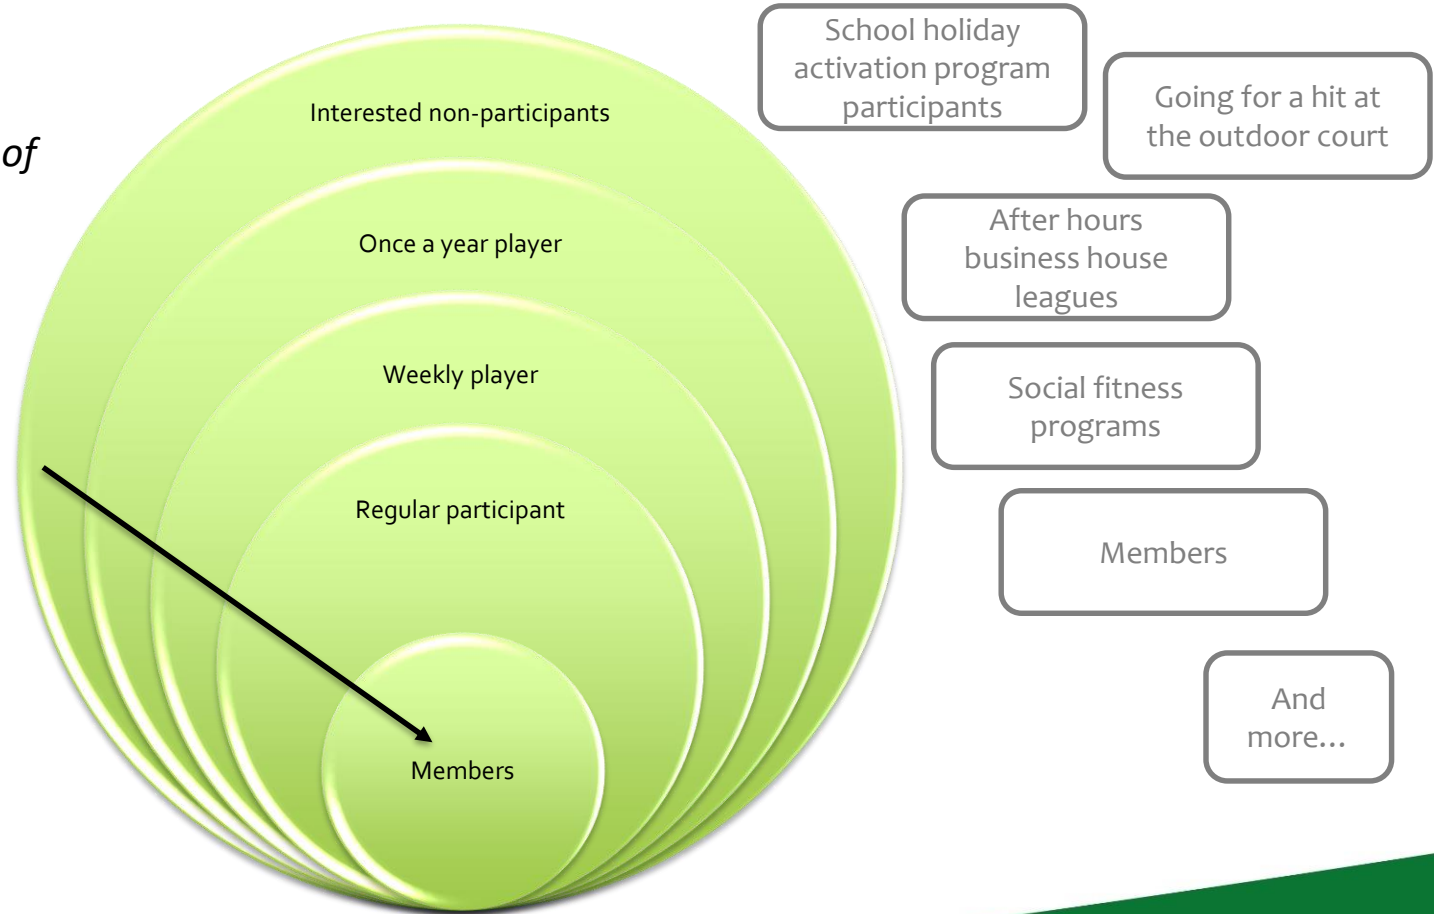 of
Interested non-participants
Once a year player
Weekly player
Regular participant
Members
School holiday
activation program
participants
Going for a hit at
the outdoor court
After hours
business house
leagues
Social fitness
programs
Members
And
more...